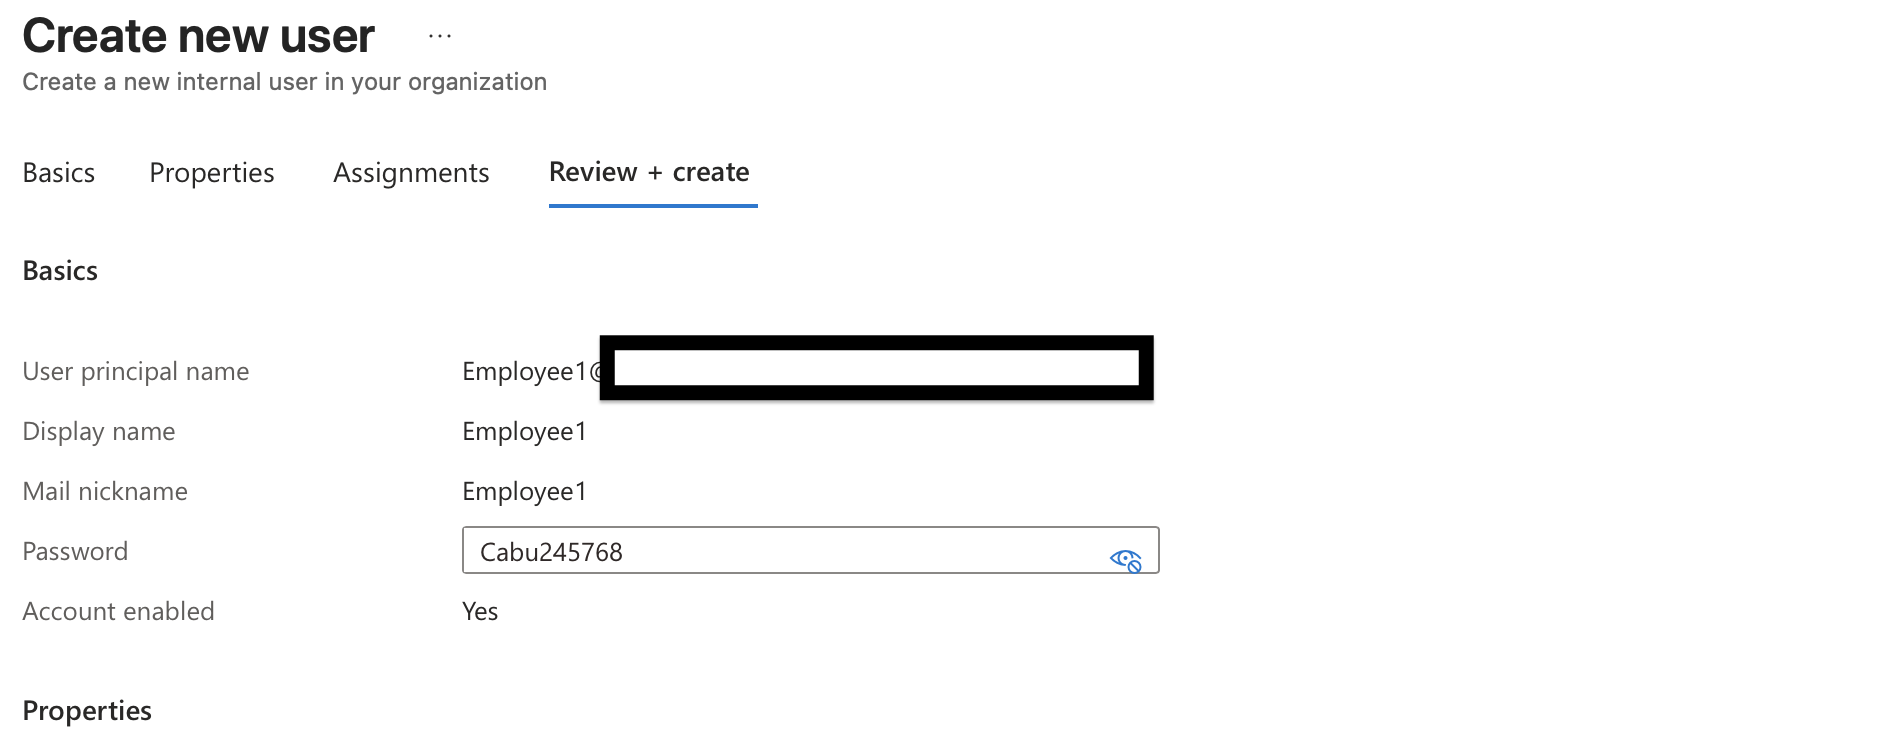 Create new user ...
Create a new internal user in your organization
Basics Properties Assignments Review + create
Basics
User principal name Employee1@
Display name Employee1
Mail nickname Employee1
Password Cabu245768
Account enabled Yes
Properties